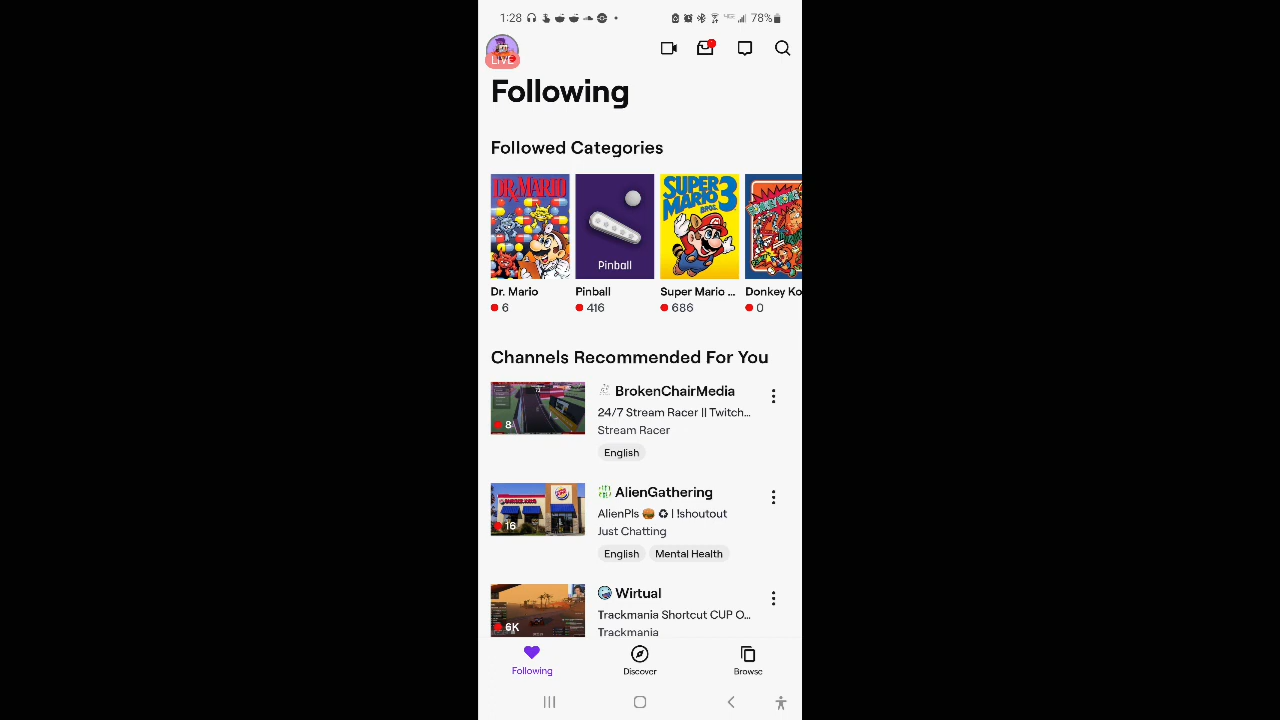 1:28
78%
LIVE
Following
Followed Categories
DR. MARIO
Pinball
SUPER MARIO BROS. 3
Dr. Mario
Pinball
Super Mario ...
Donkey Ko
6
416
686
0
Channels Recommended For You
BrokenChairMedia
24/7 Stream Racer || Twitch...
8
Stream Racer
English
AlienGathering
AlienPls 🍔 ♻ | !shoutout
16
Just Chatting
English
Mental Health
Wirtual
Trackmania Shortcut CUP O...
6K
Trackmania
Following
Discover
Browse